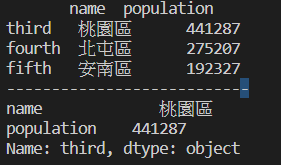 name  population
third   桃園區      441287
fourth  北屯區      275207
fifth   安南區      192327
----------------------------
name             桃園區
population    441287
Name: third, dtype: object